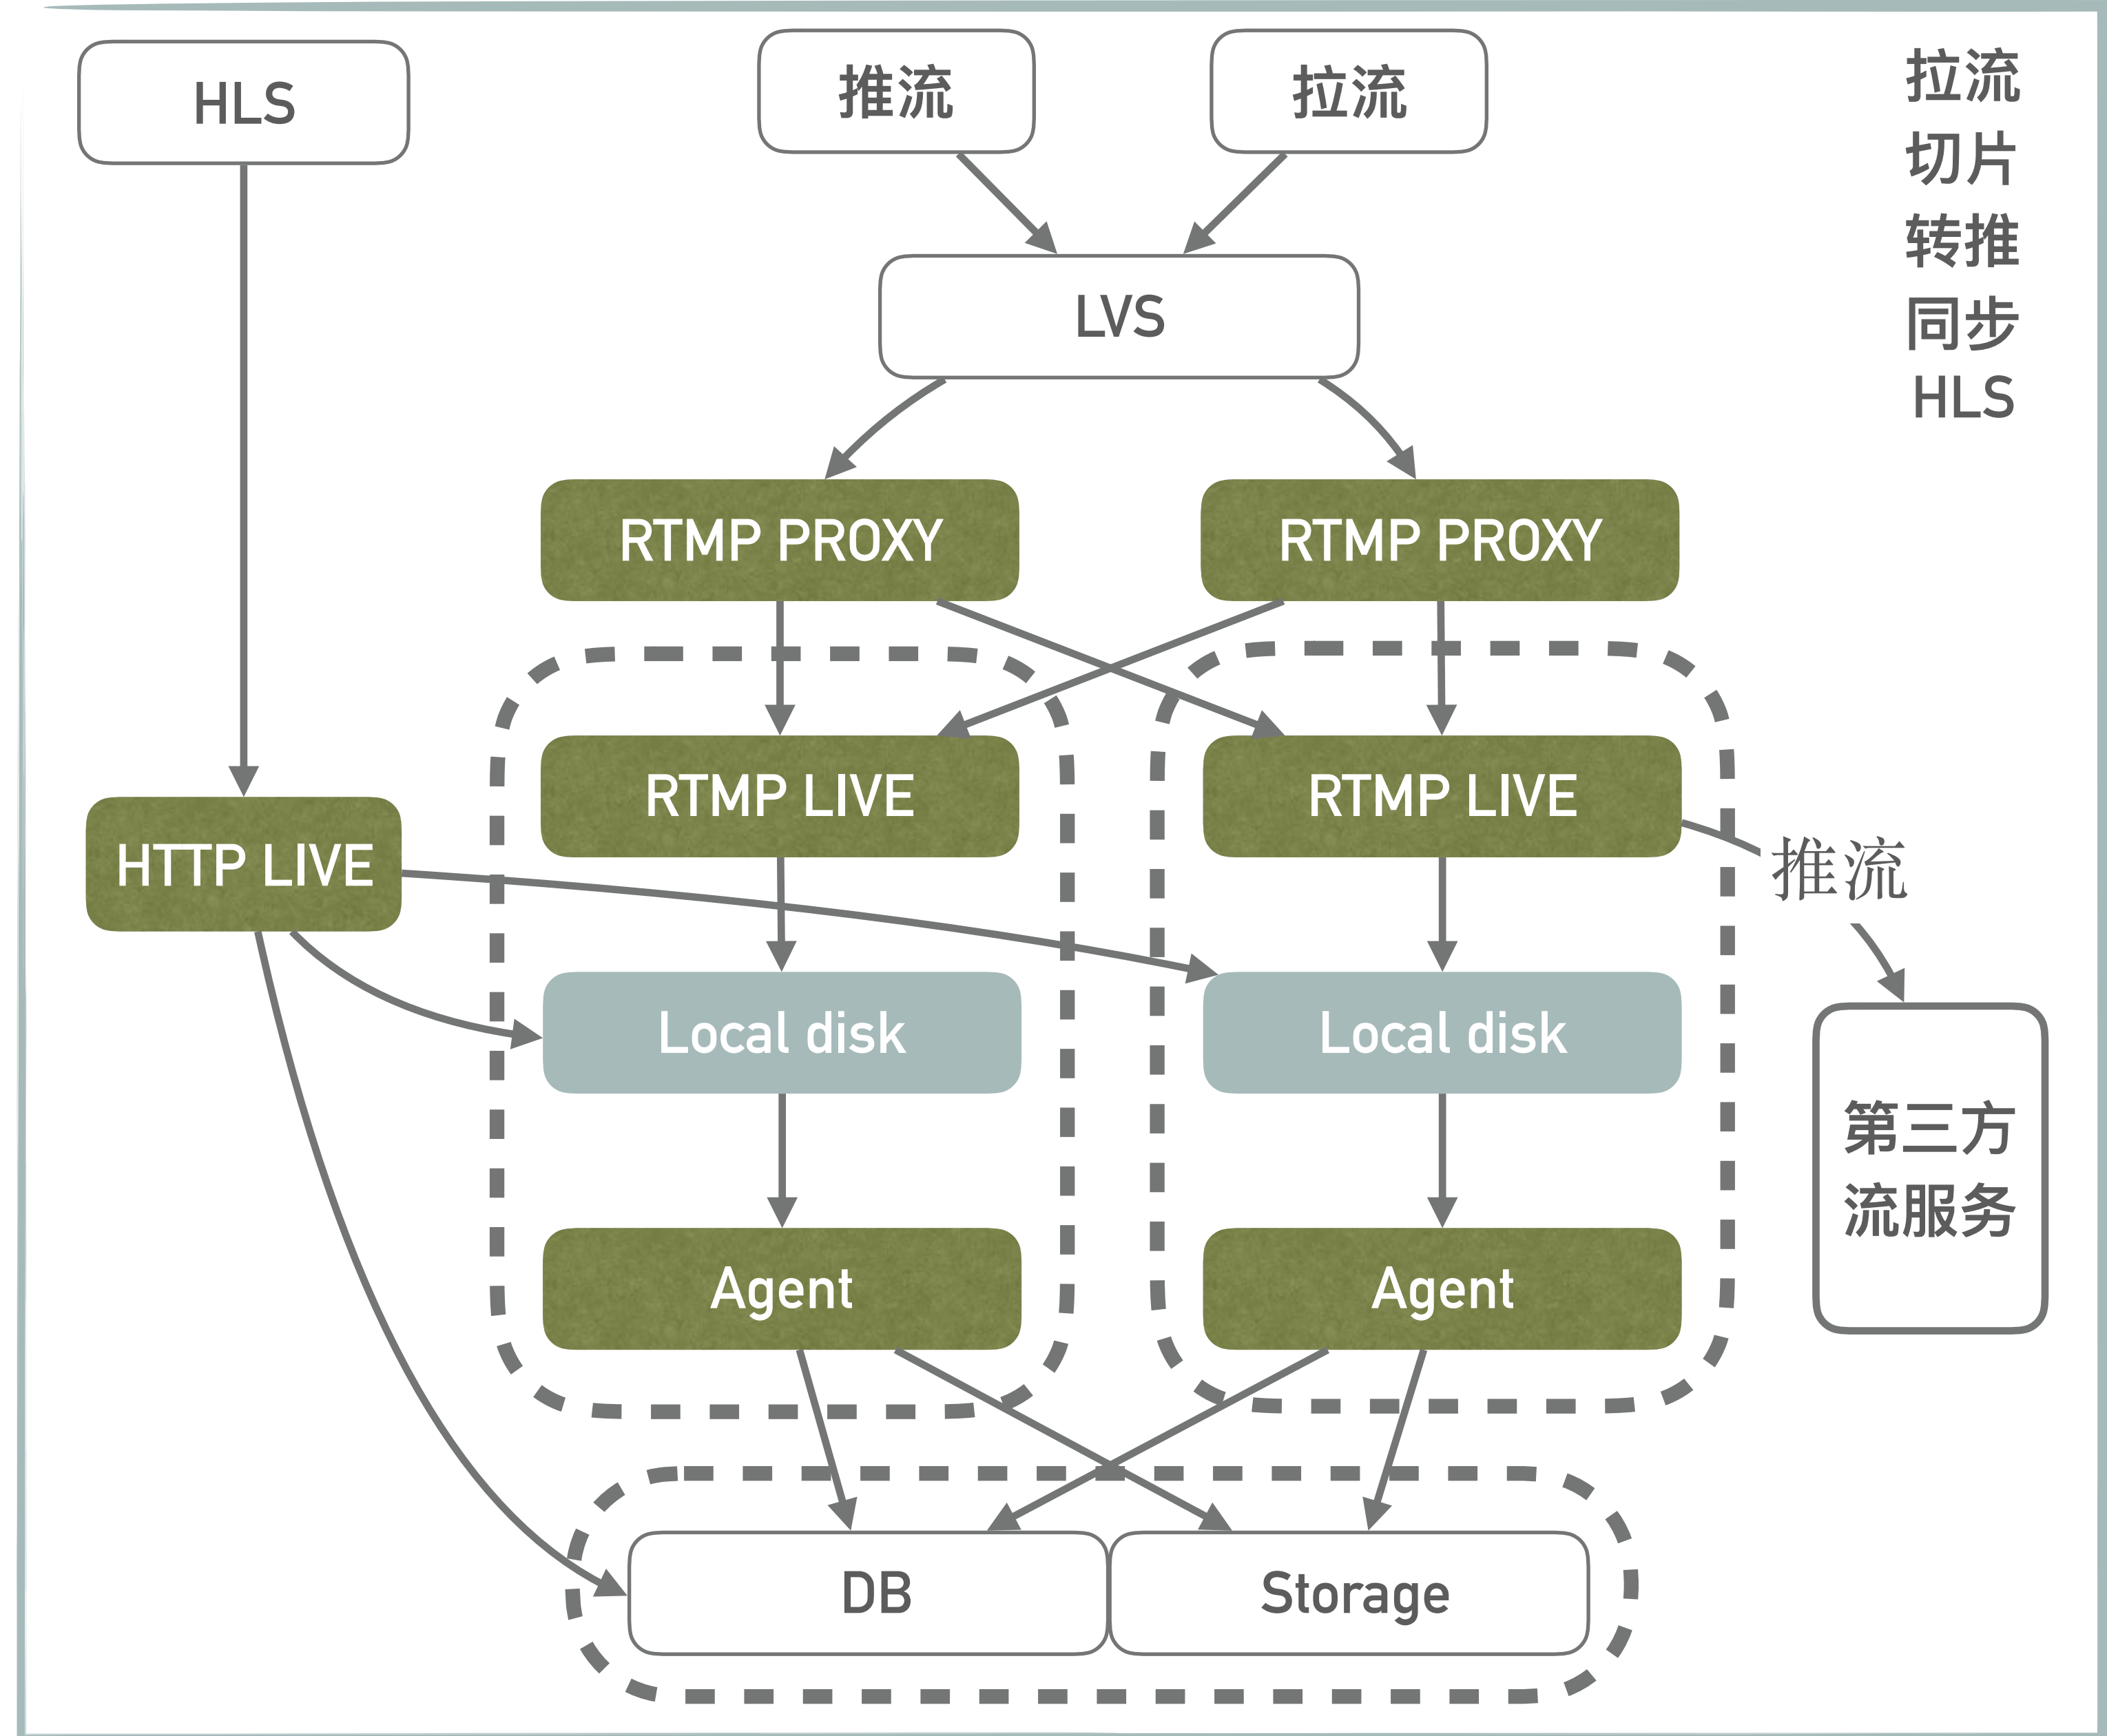 HLS
推流
拉流
拉流
切片
转推
同步
HLS
LVS
RTMP PROXY
RTMP PROXY
RTMP LIVE
RTMP LIVE
HTTP LIVE
推流
Local disk
Local disk
第三方
流服务
Agent
Agent
DB
Storage